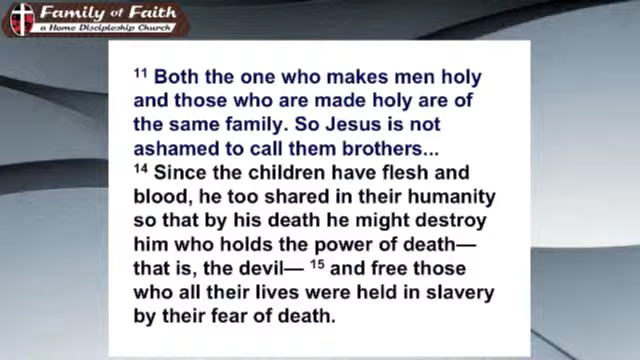 Family of Faith
a Home Discipleship Church
11 Both the one who makes men holy
and those who are made holy are of
the same family. So Jesus is not
ashamed to call them brothers...
14 Since the children have flesh and
blood, he too shared in their humanity
so that by his death he might destroy
him who holds the power of death—
that is, the devil— 15 and free those
who all their lives were held in slavery
by their fear of death.